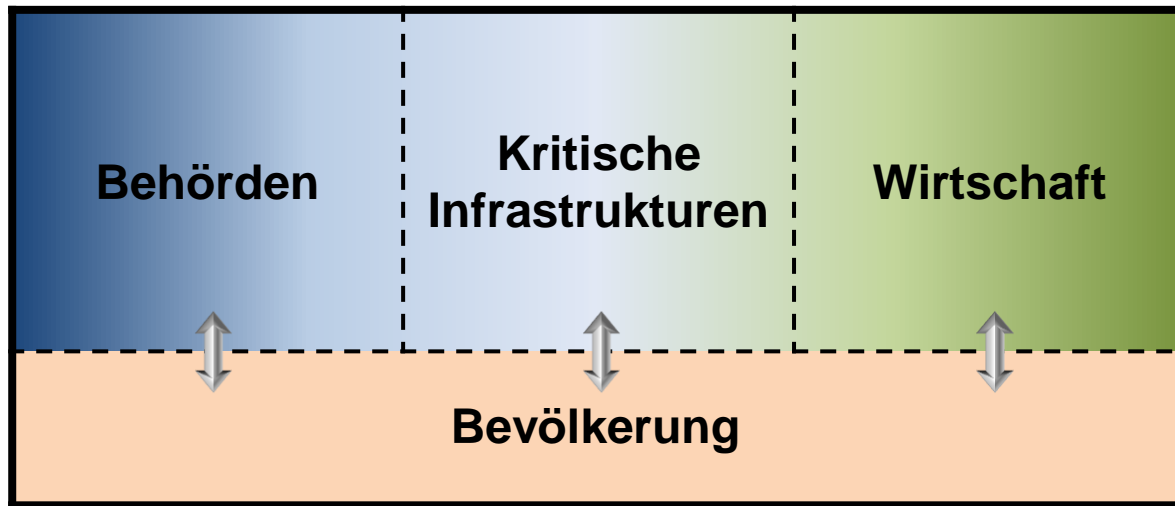 Behörden
Kritische
Infrastrukturen
Wirtschaft
Bevölkerung